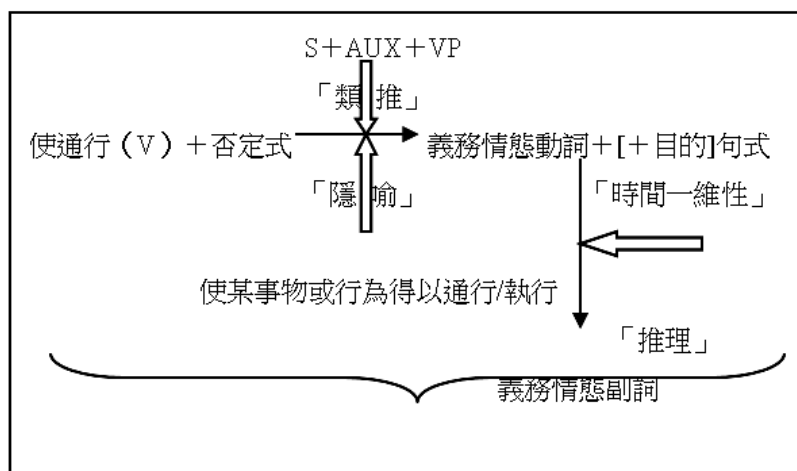 S＋AUX＋VP
「類推」
使通行（V）＋否定式
義務情態動詞＋[＋目的]句式
「隱喻」
「時間一維性」
使某事物或行為得以通行/執行
「推理」
義務情態副詞